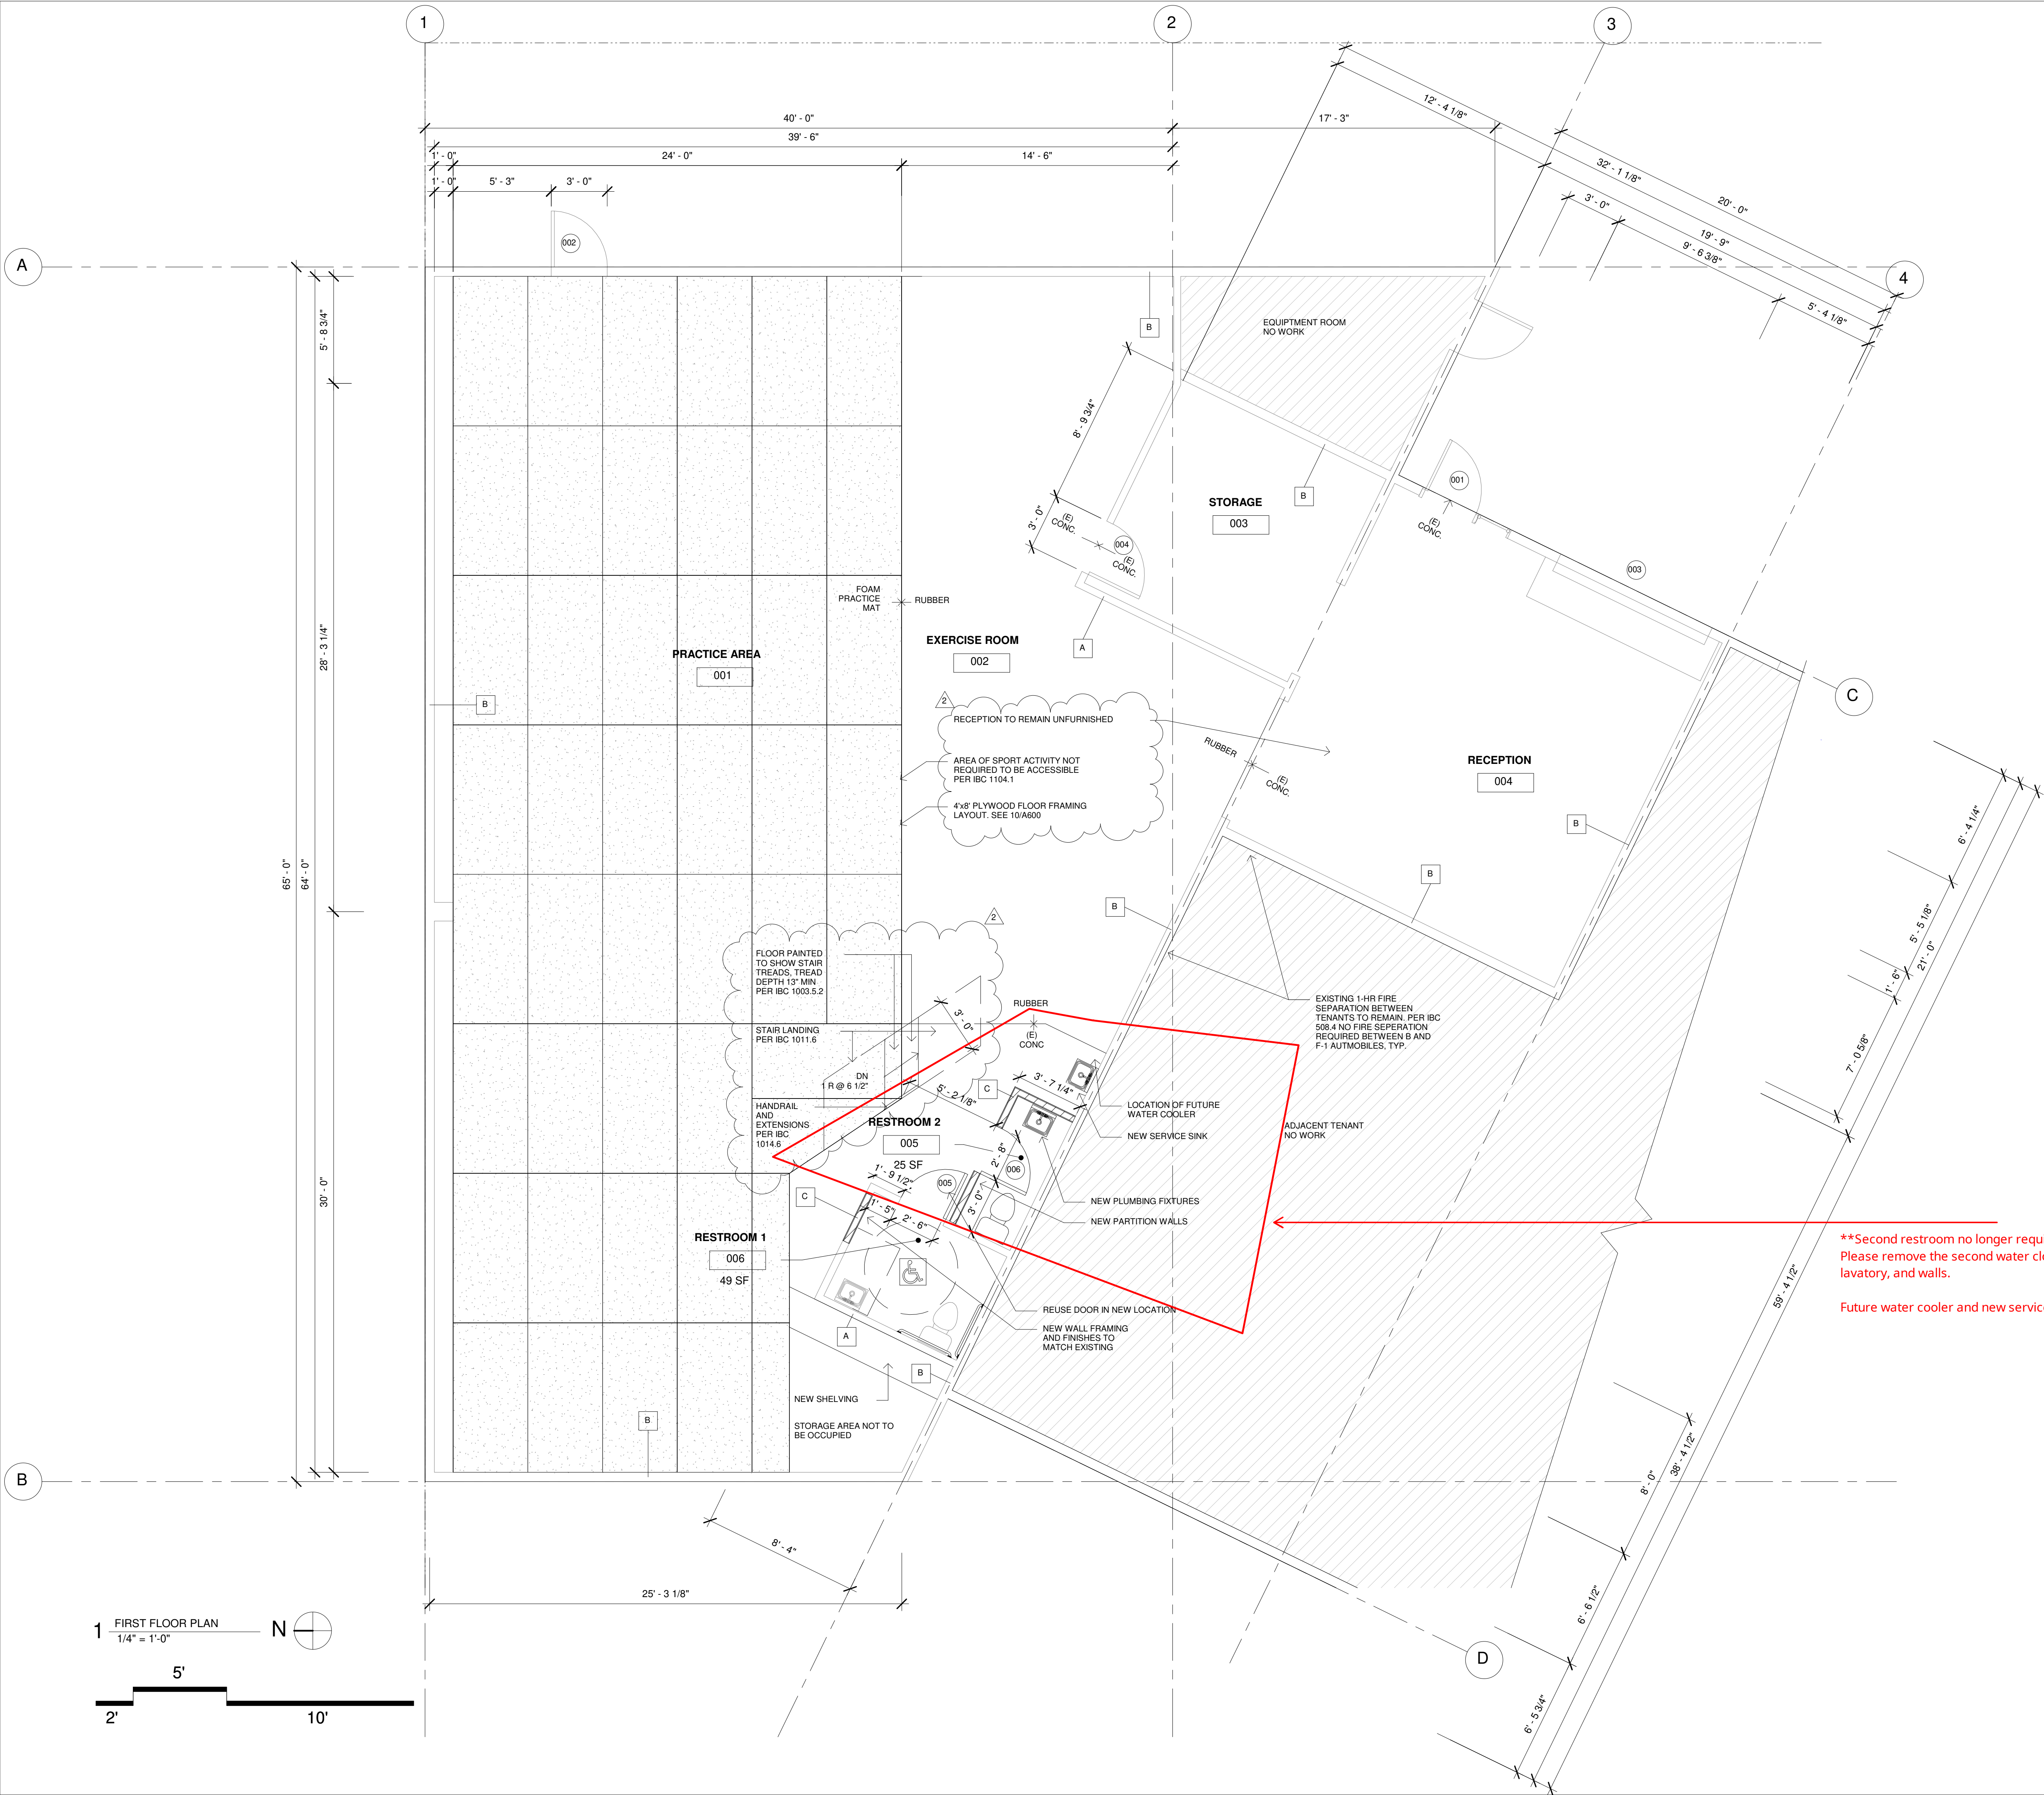 1
2
3
40' - 0"
17' - 3"
12' - 4 1/8"
39' - 6"
32' - 1 1/8"
1' - 0"
24' - 0"
14' - 6"
20' - 0"
1' - 0"
5' - 3"
3' - 0"
3' - 0"
19' - 9"
9' - 6 3/8"
002
A
4
5' - 4 1/8"
5' - 8 3/4"
B
EQUIPTMENT ROOM
NO WORK
8' - 9 3/4"
001
B
STORAGE
003
3' - 0"
(E)
CONC.
004
(E)
CONC.
(E)
CONC.
003
FOAM
PRACTICE
MAT
RUBBER
EXERCISE ROOM
002
A
28' - 3 1/4"
PRACTICE AREA
001
B
C
2
RECEPTION TO REMAIN UNFURNISHED
AREA OF SPORT ACTIVITY NOT
REQUIRED TO BE ACCESSIBLE
PER IBC 1104.1
4'x8' PLYWOOD FLOOR FRAMING
LAYOUT. SEE 10/A600
RUBBER
(E)
CONC.
RECEPTION
004
B
B
B
65' - 0"
64' - 0"
6' - 4 1/4"
5' - 5 1/8"
21' - 0"
1' - 6"
7' - 0 5/8"
2
FLOOR PAINTED
TO SHOW STAIR
TREADS, TREAD
DEPTH 13" MIN
PER IBC 1003.5.2
STAIR LANDING
PER IBC 1011.6
3' - 0"
RUBBER
(E)
CONC
EXISTING 1-HR FIRE
SEPARATION BETWEEN
TENANTS TO REMAIN. PER IBC
508.4 NO FIRE SEPERATION
REQUIRED BETWEEN B AND
F-1 AUTMOBILES, TYP.
DN
1 R @ 6 1/2"
5' - 2 1/8"
C
3' - 7 1/4"
HANDRAIL
AND
EXTENSIONS
PER IBC
1014.6
LOCATION OF FUTURE
WATER COOLER
NEW SERVICE SINK
ADJACENT TENANT
NO WORK
RESTROOM 2
005
25 SF
2' - 8"
006
1' - 9 1/2"
005
C
3' - 0"
1' - 5"
2' - 6"
NEW PLUMBING FIXTURES
NEW PARTITION WALLS
30' - 0"
RESTROOM 1
006
49 SF
**Second restroom no longer requ
Please remove the second water cl
lavatory, and walls.
Future water cooler and new servic
59' - 4 1/2"
REUSE DOOR IN NEW LOCATION
NEW WALL FRAMING
AND FINISHES TO
MATCH EXISTING
A
B
NEW SHELVING
STORAGE AREA NOT TO
BE OCCUPIED
B
B
8' - 0"
38' - 4 1/2"
8' - 4"
25' - 3 1/8"
6' - 6 1/2"
D
6' - 5 3/4"
1
FIRST FLOOR PLAN
1/4" = 1'-0"
N
5'
2'
10'